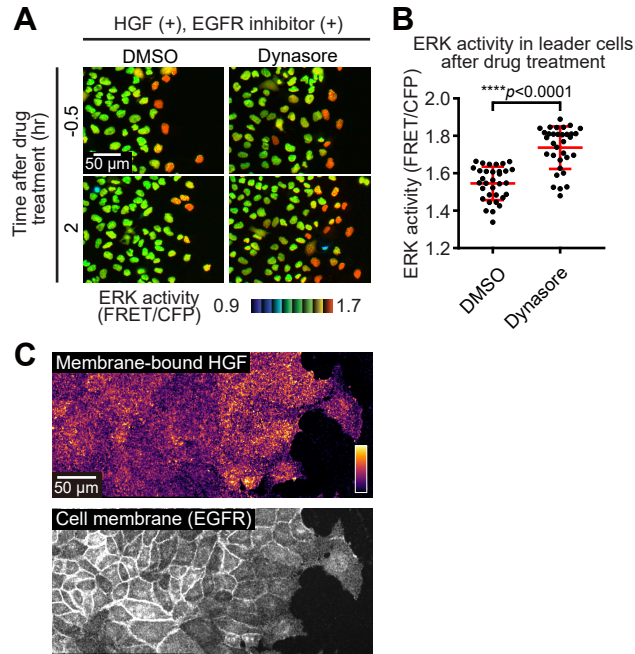 A
HGF (+), EGFR inhibitor (+)
DMSO
Dynasore
Time after drug
treatment (hr)
-0.5
2
50 µm
ERK activity
(FRET/CFP)
0.9
1.7
B
ERK activity in leader cells
after drug treatment
****p<0.0001
ERK activity (FRET/CFP)
2.0
1.8
1.6
1.4
1.2
DMSO
Dynasore
C
Membrane-bound HGF
50 µm
Cell membrane (EGFR)